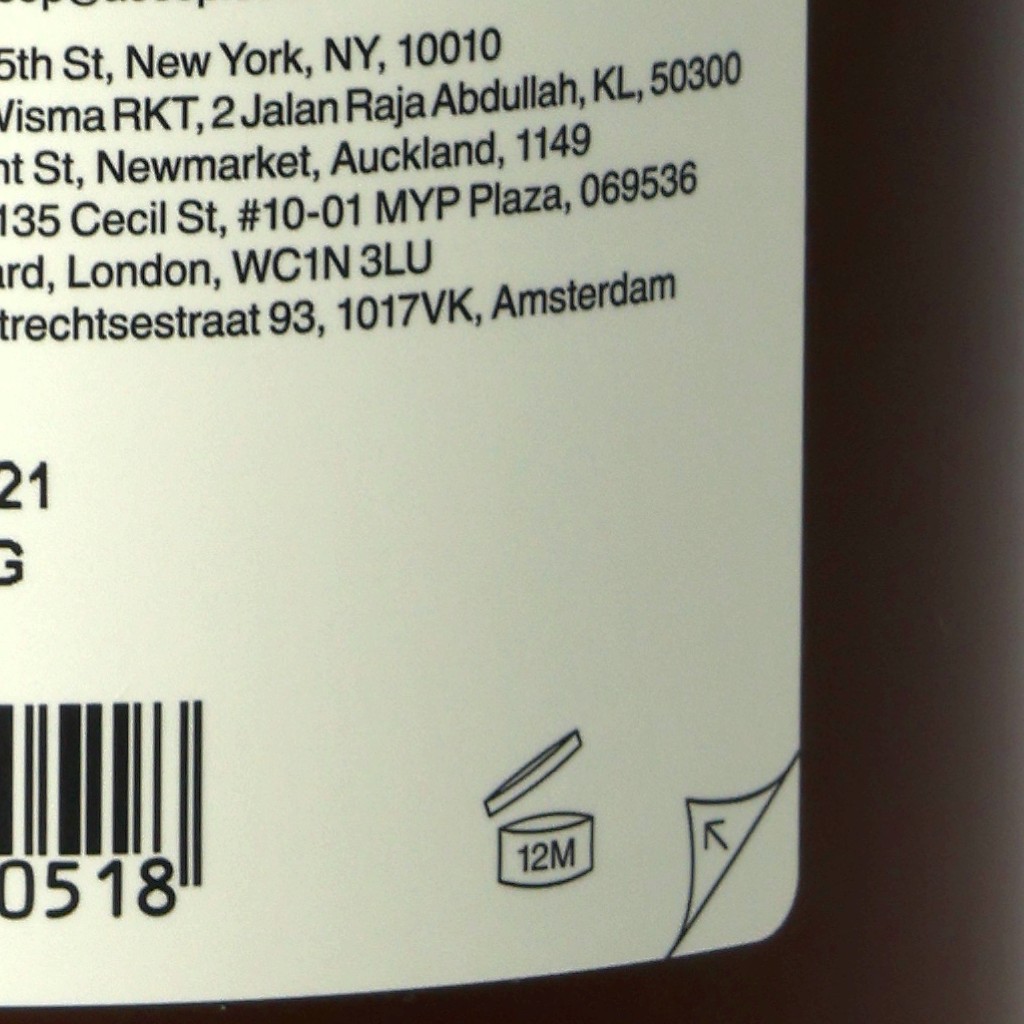 5th St, New York, NY, 10010
Wisma RKT, 2 Jalan Raja Abdullah, KL, 50300
nt St, Newmarket, Auckland, 1149
135 Cecil St, #10-01 MYP Plaza, 069536
ard, London, WC1N 3LU
trechtsestraat 93, 1017VK, Amsterdam
21
G
0518
12M